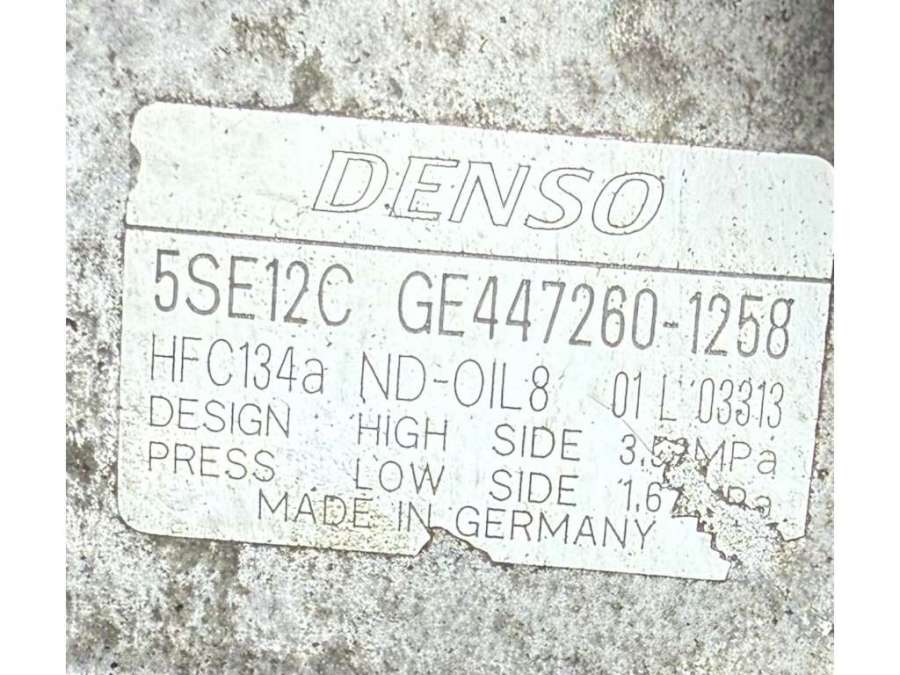 DENSO
5SE12C GE447260-1258
HFC134a ND-OIL8 01 L 03313
DESIGN HIGH SIDE
PRESS LOW SIDE
MADE IN GERMANY